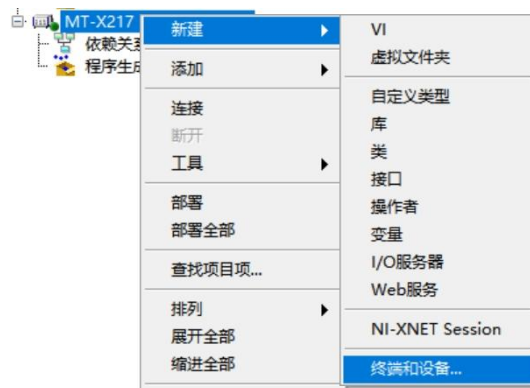 MT-X217
依赖关
程序生
新建
添加
连接
断开
工具
部署
部署全部
查找项目项...
排列
展开全部
缩进全部
VI
虚拟文件夹
自定义类型
库
类
接口
操作者
变量
I/O服务器
Web服务
NI-XNET Session
终端和设备...